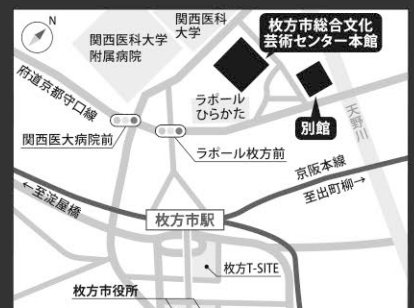 N
関西医科大学
附属病院
関西医科
大学
枚方市総合文化
芸術センター本館
別館
ラポール
ひらかた
天野川
府道京都守口線
関西医大病院前
ラポール枚方前
京阪本線
至出町柳→
←至淀屋橋
枚方市駅
枚方T-SITE
枚方市役所